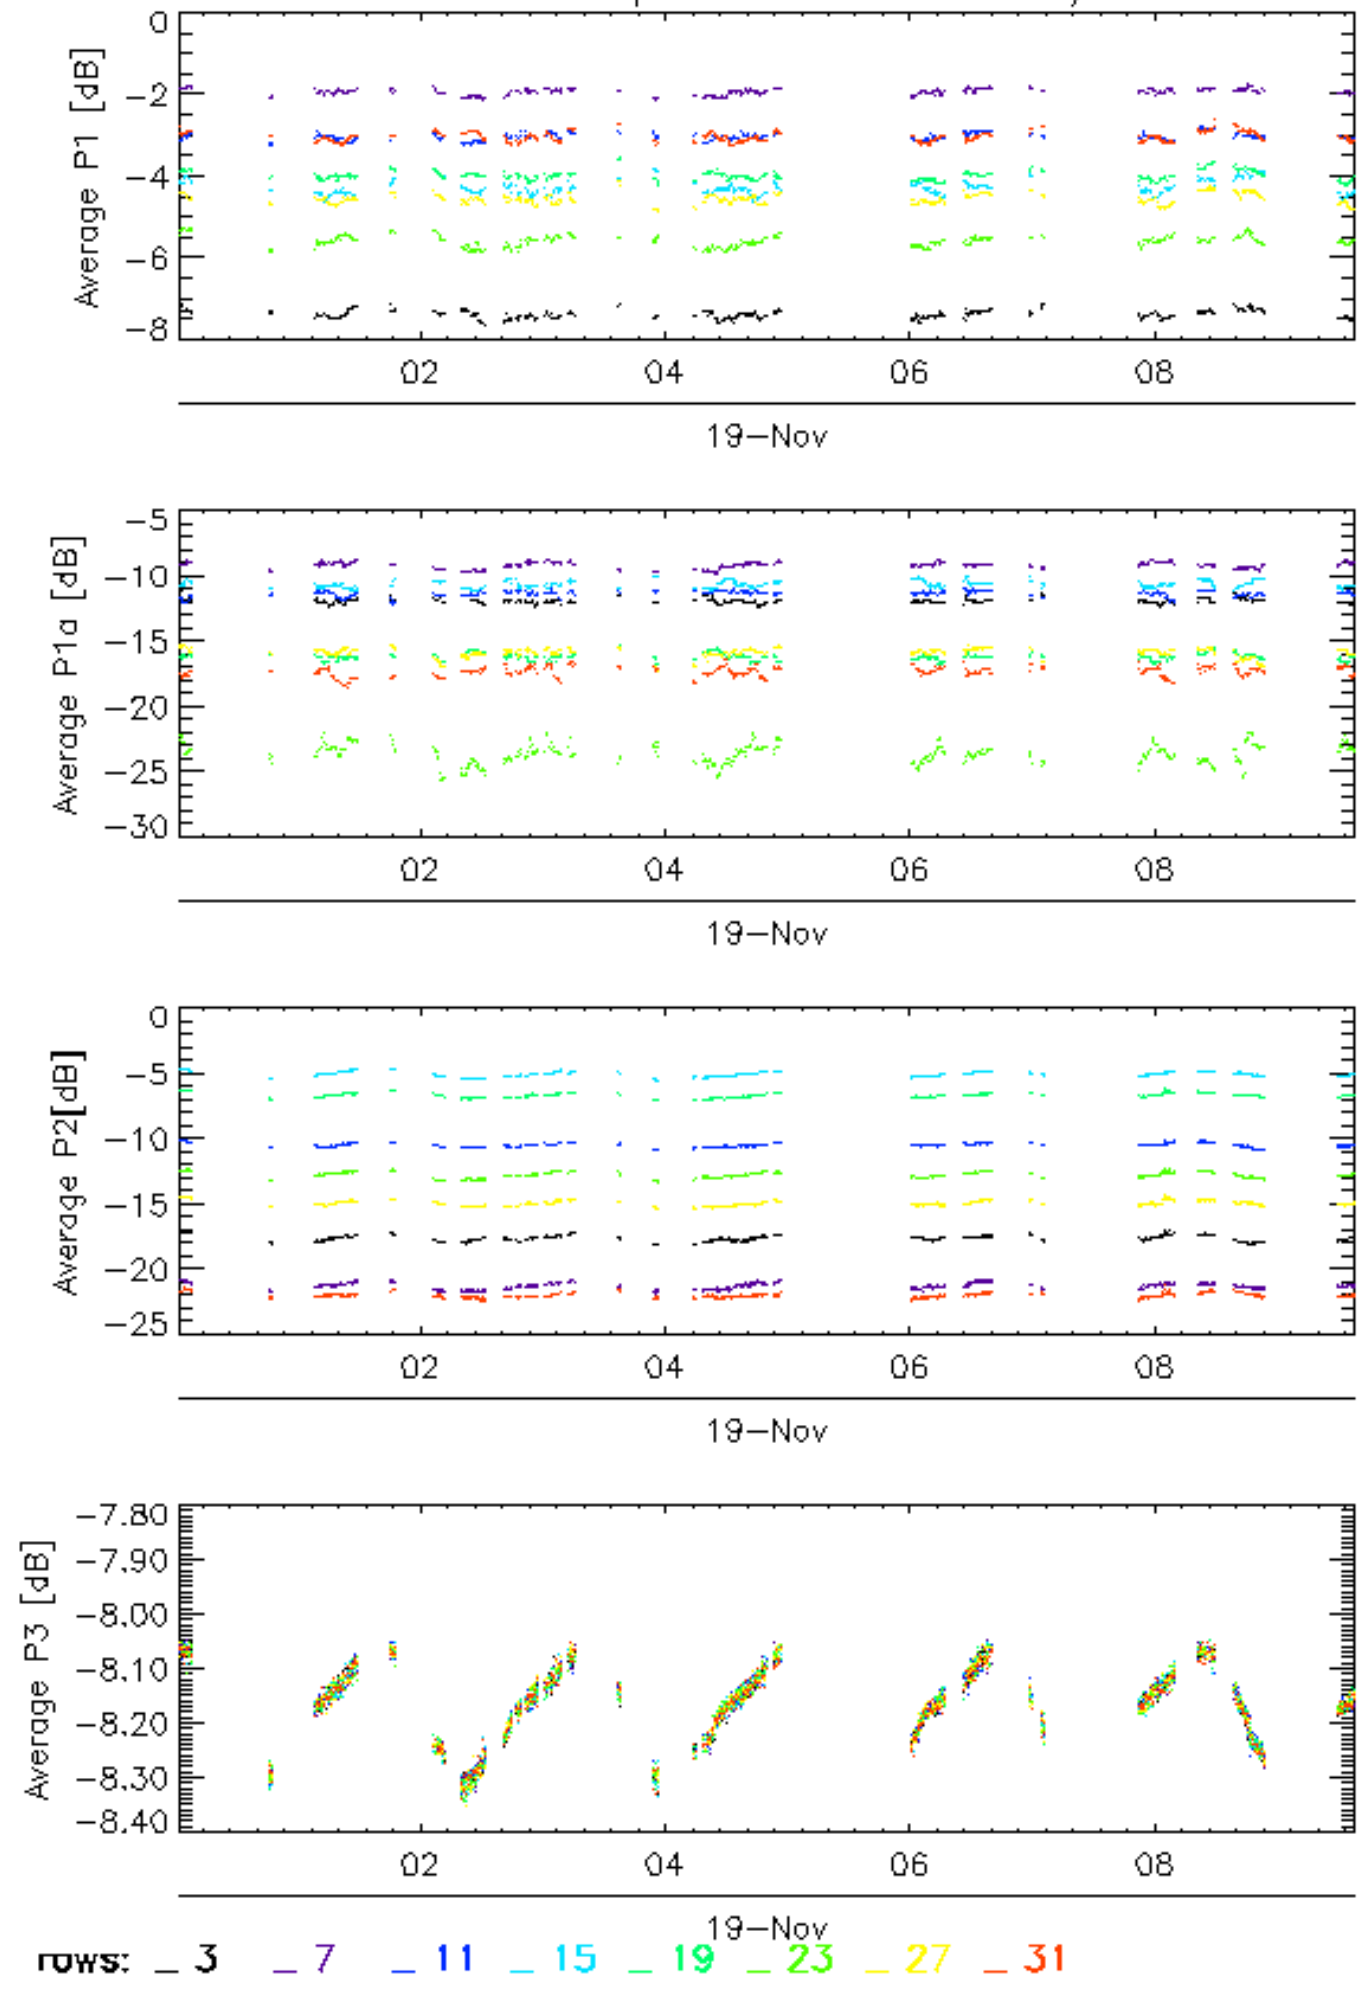 Average P1 [dB]
0
−2
−4
−6
−8
02 04 06 08
19−Nov
Average P1a [dB]
−5
−10
−15
−20
−25
−30
02 04 06 08
19−Nov
Average P2[dB]
0
−5
−10
−15
−20
−25
02 04 06 08
19−Nov
Average P3 [dB]
−7.80
−7.90
−8.00
−8.10
−8.20
−8.30
−8.40
02 04 06 08
19−Nov
rows: _ 3 _ 7 _ 11 _ 15 _ 19 _ 23 _ 27 _ 31